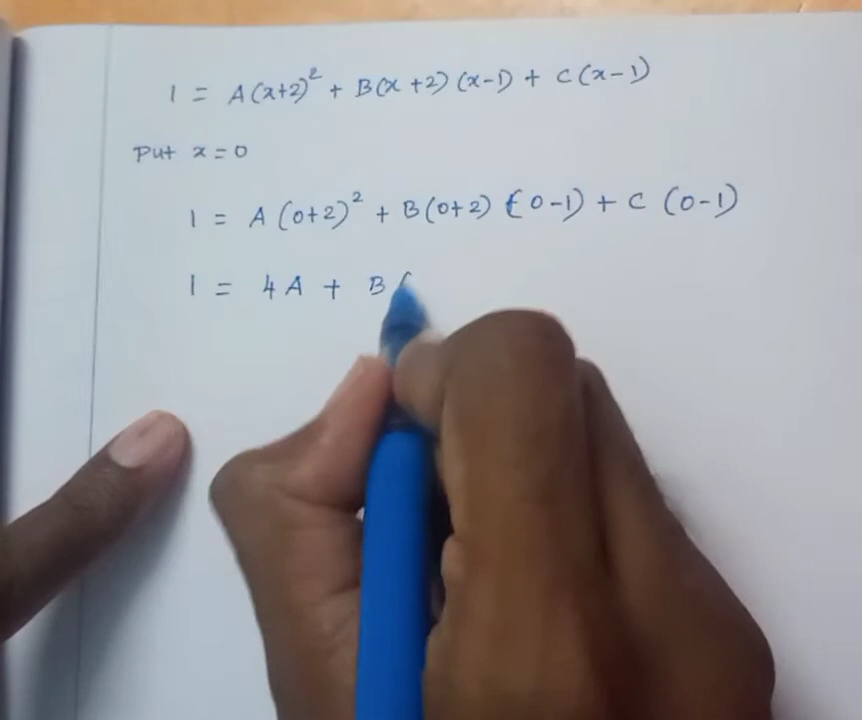 1 = A(x+2)² + B(x+2)(x-1) + C(x-1)
Put x=0
1 = A(0+2)² + B(0+2)(0-1) + C(0-1)
1 = 4A + B(